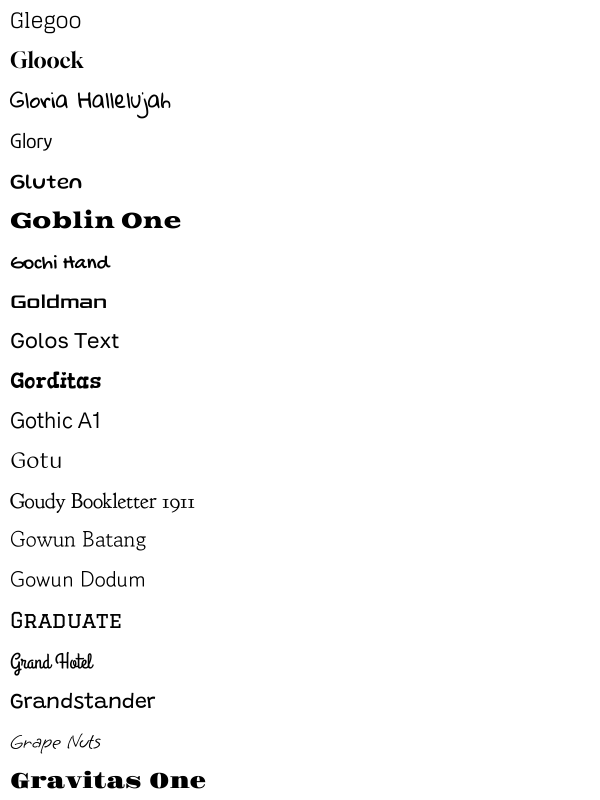 Glegoo
Gloock
Gloria Hallelujah
Glory
Gluten
Goblin One
Gochi Hand
Goldman
Golos Text
Gorditas
Gothic A1
Gotu
Goudy Bookletter 1911
Gowun Batang
Gowun Dodum
Graduate
Grand Hotel
Grandstander
Grape Nuts
Gravitas One